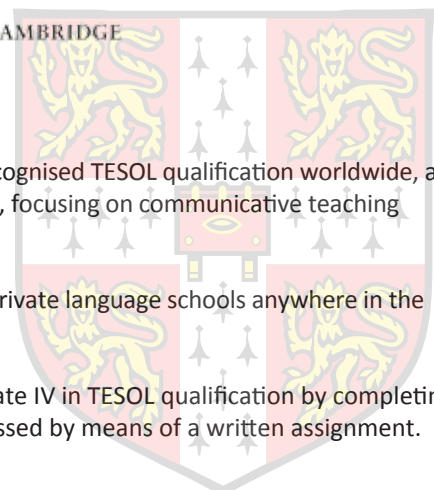 AMBRIDGE
cognised TESOL qualification worldwide, a
, focusing on communicative teaching
rivate language schools anywhere in the
ate IV in TESOL qualification by completin
ssed by means of a written assignment.